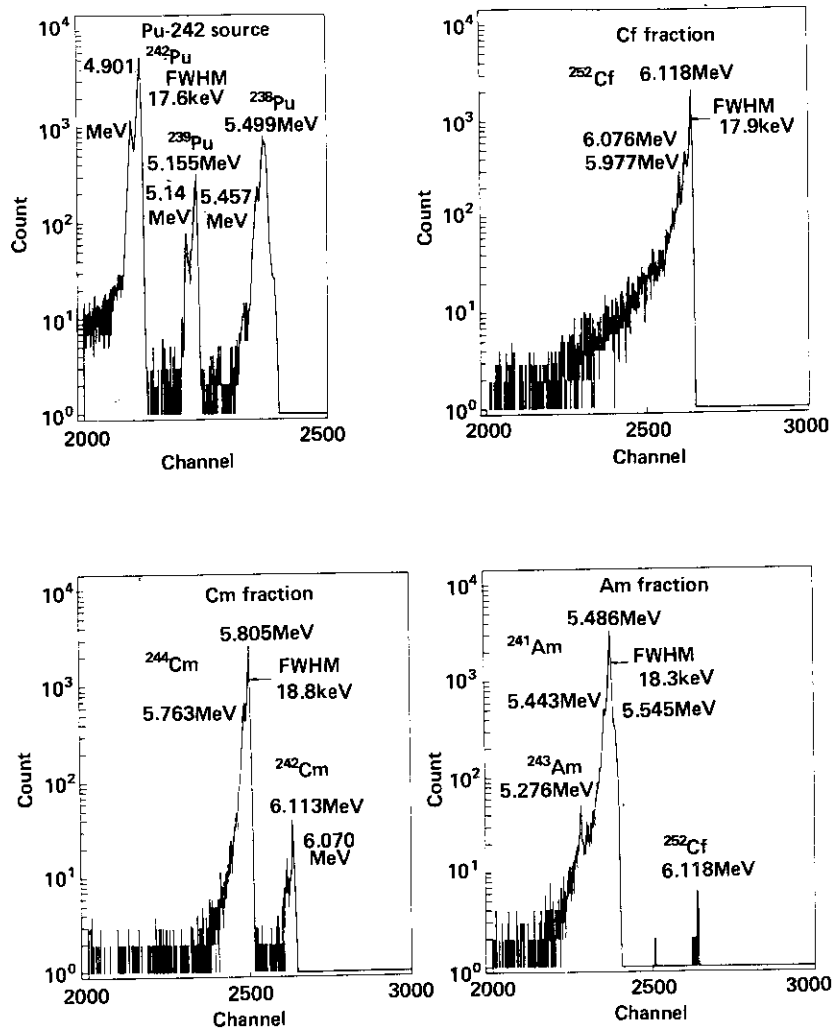 Pu-242 source
10⁴
10³
10²
10¹
10⁰
Count
²⁴²Pu
4.901
MeV
FWHM
17.6keV
²³⁸Pu
5.499MeV
²³⁹Pu
5.155MeV
5.14
MeV
5.457
MeV
2000
2500
Channel
Cf fraction
10⁴
10³
10²
10¹
10⁰
Count
²⁵²Cf
6.118MeV
FWHM
17.9keV
6.076MeV
5.977MeV
2000
2500
3000
Channel
Cm fraction
10⁴
10³
10²
10¹
10⁰
Count
5.805MeV
²⁴⁴Cm
FWHM
18.8keV
5.763MeV
²⁴²Cm
6.113MeV
6.070
MeV
2000
2500
3000
Channel
Am fraction
10⁴
10³
10²
10¹
10⁰
Count
5.486MeV
²⁴¹Am
FWHM
18.3keV
5.443MeV
5.545MeV
²⁴³Am
5.276MeV
²⁵²Cf
6.118MeV
2000
2500
3000
Channel